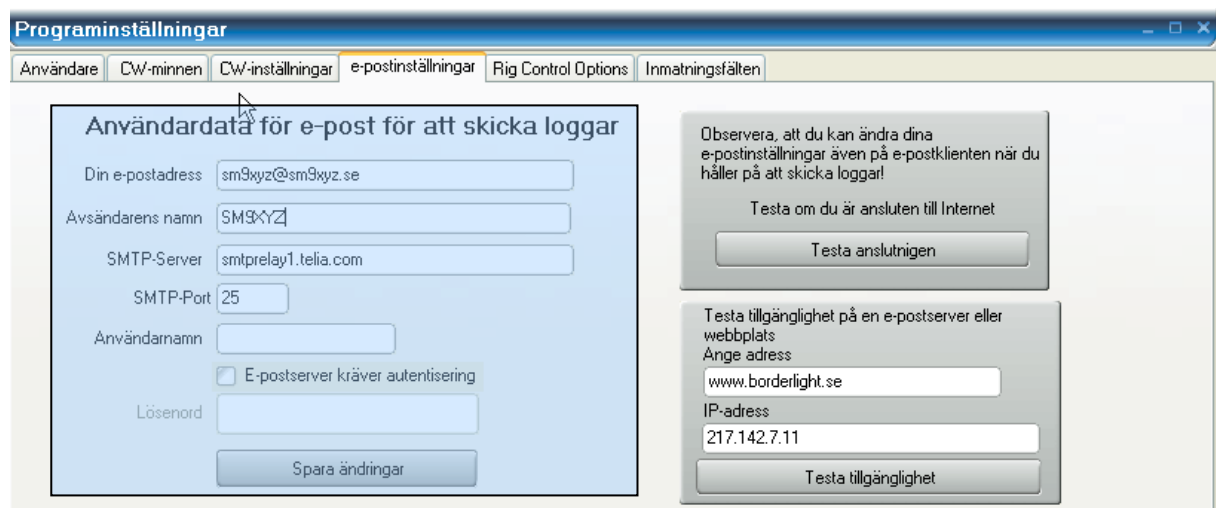 Programinställningar
Användare CW-minnen CW-inställningar e-postinställningar Rig Control Options Inmatningsfälten
Användardata för e-post för att skicka loggar
Din e-postadress sm9xyz@sm9xyz.se
Avsändarens namn SM9XYZ
SMTP-Server smtprelay1.telia.com
SMTP-Port 25
Användarnamn
E-postserver kräver autentisering
Lösenord
Spara ändringar
Observera, att du kan ändra dina
e-postinställningar även på e-postklienten när du
håller på att skicka loggar!
Testa om du är ansluten till Internet
Testa anslutnigen
Testa tillgänglighet på en e-postserver eller
webbplats
Ange adress
www.borderlight.se
IP-adress
217.142.7.11
Testa tillgänglighet